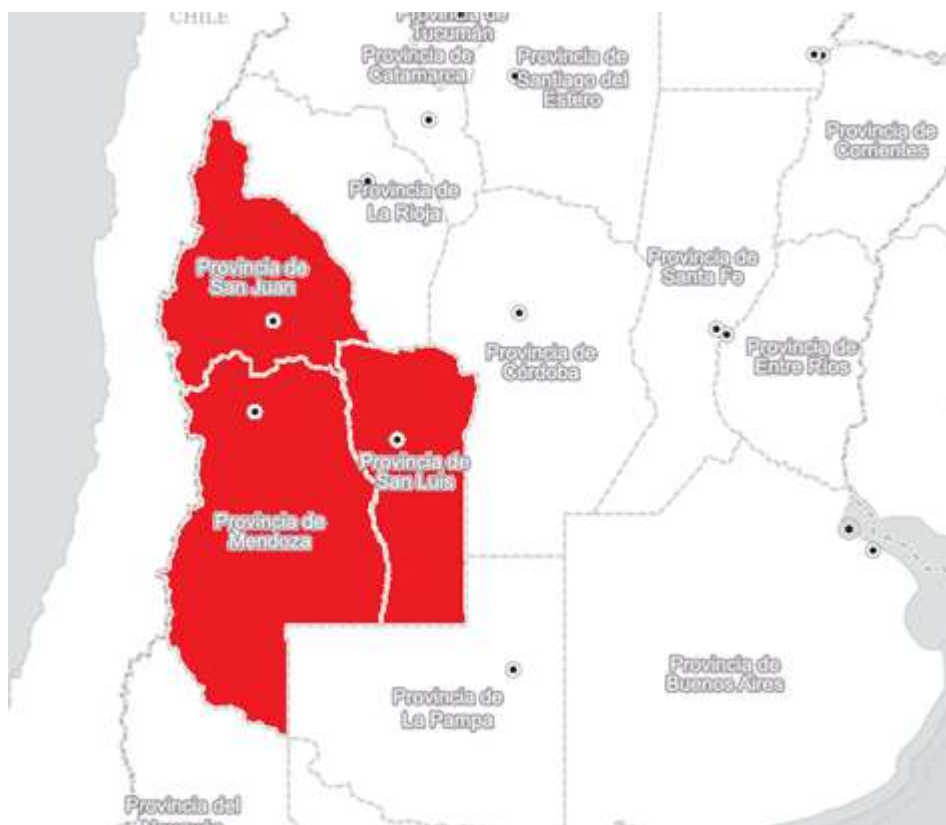 CHILE
Provincia de
Tucumán
Provincia de
Catamarca
Provincia de
Santiago del
Estero
Provincia de
Corrientes
Provincia de
La Rioja
Provincia de
San Juan
Provincia de
Santa Fe
Provincia de
Córdoba
Provincia de
Entre Ríos
Provincia de
San Luis
Provincia de
Mendoza
Provincia de
Buenos Aires
Provincia de
La Pampa
Provincia del